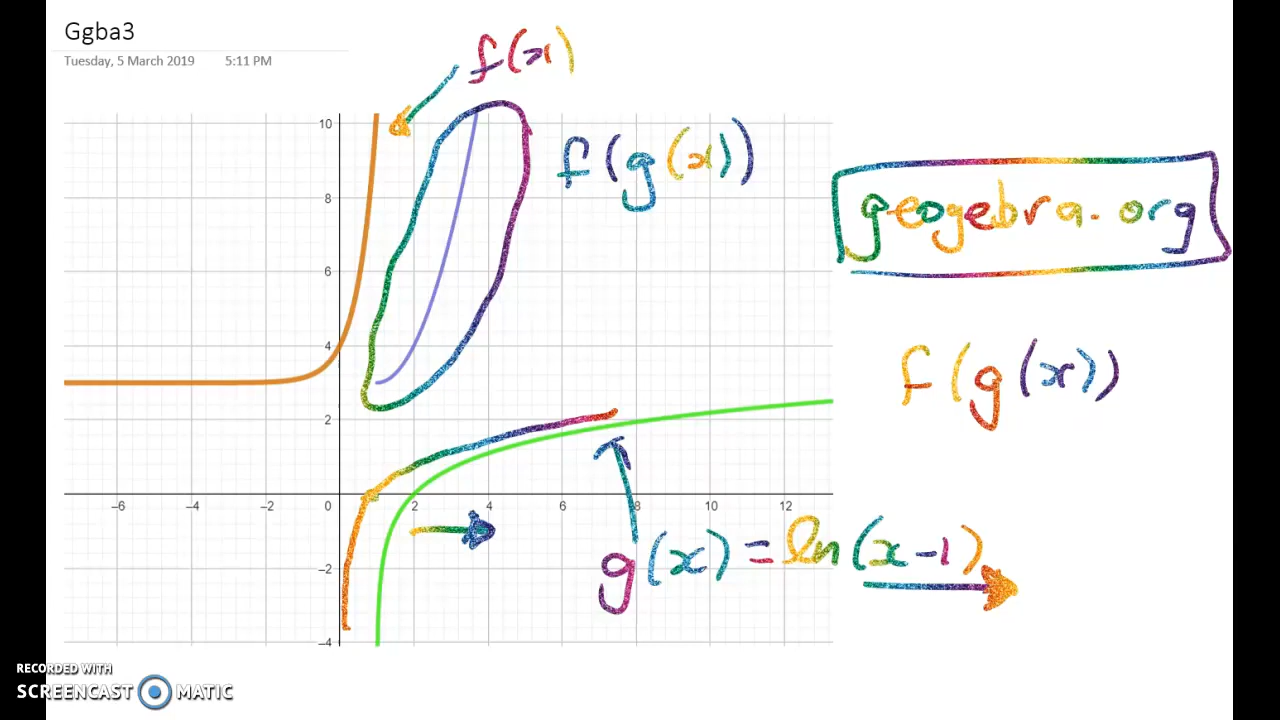 Ggba3
Tuesday, 5 March 2019 5:11 PM
f(x)
f(g(x))
geogebra.org
f(g(x))
g(x) = ln(x-1)
10
8
6
4
2
0
–2
–4
–6 –4 –2 2 4 6 8 10 12
RECORDED WITH
SCREENCAST MATIC